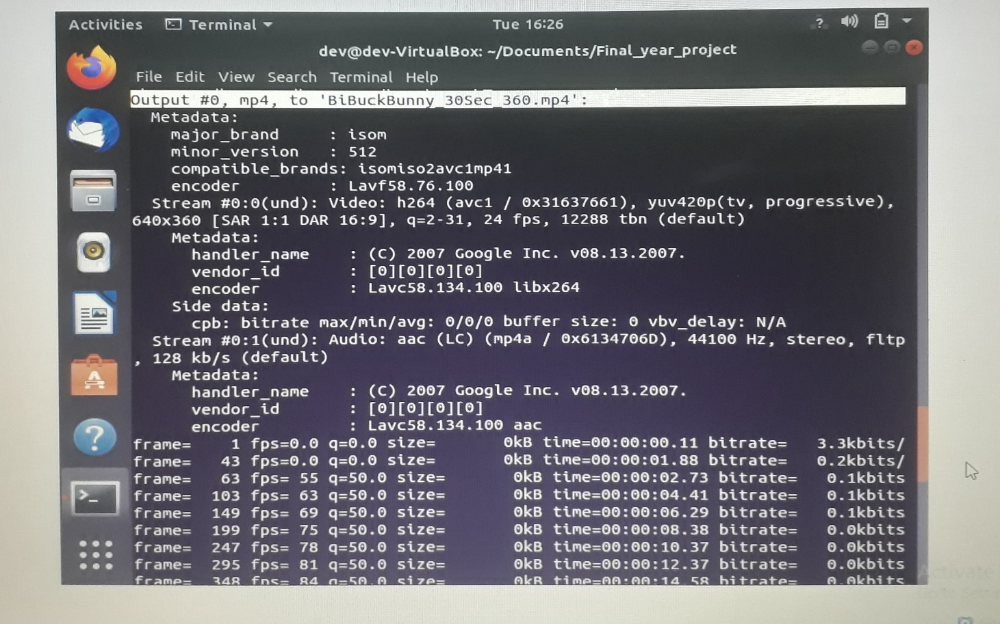 Activities Terminal Tue 16:26 ?
dev@dev-VirtualBox: ~/Documents/Final_year_project
File Edit View Search Terminal Help
Output #0, mp4, to 'BiBuckBunny_30Sec_360.mp4':
Metadata:
major_brand : isom
minor_version : 512
compatible_brands: isomiso2avc1mp41
encoder : Lavf58.76.100
Stream #0:0(und): Video: h264 (avc1 / 0x31637661), yuv420p(tv, progressive),
640x360 [SAR 1:1 DAR 16:9], q=2-31, 24 fps, 12288 tbn (default)
Metadata:
handler_name : (C) 2007 Google Inc. v08.13.2007.
vendor_id : [0][0][0][0]
encoder : Lavc58.134.100 libx264
Side data:
cpb: bitrate max/min/avg: 0/0/0 buffer size: 0 vbv_delay: N/A
Stream #0:1(und): Audio: aac (LC) (mp4a / 0x6134706D), 44100 Hz, stereo, fltp
, 128 kb/s (default)
Metadata:
handler_name : (C) 2007 Google Inc. v08.13.2007.
vendor_id : [0][0][0][0]
encoder : Lavc58.134.100 aac
frame= 1 fps=0.0 q=0.0 size= 0kB time=00:00:00.11 bitrate= 3.3kbits/
frame= 43 fps=0.0 q=0.0 size= 0kB time=00:00:01.88 bitrate= 0.2kbits/
frame= 63 fps= 55 q=50.0 size= 0kB time=00:00:02.73 bitrate= 0.1kbits
frame= 103 fps= 63 q=50.0 size= 0kB time=00:00:04.41 bitrate= 0.1kbits
frame= 149 fps= 69 q=50.0 size= 0kB time=00:00:06.29 bitrate= 0.1kbits
frame= 199 fps= 75 q=50.0 size= 0kB time=00:00:08.38 bitrate= 0.0kbits
frame= 247 fps= 78 q=50.0 size= 0kB time=00:00:10.37 bitrate= 0.0kbits
frame= 295 fps= 81 q=50.0 size= 0kB time=00:00:12.37 bitrate= 0.0kbits
frame= 348 fps= 84 q=50.0 size= 0kB time=00:00:14.58 bitrate= 0.0kbits
Activate